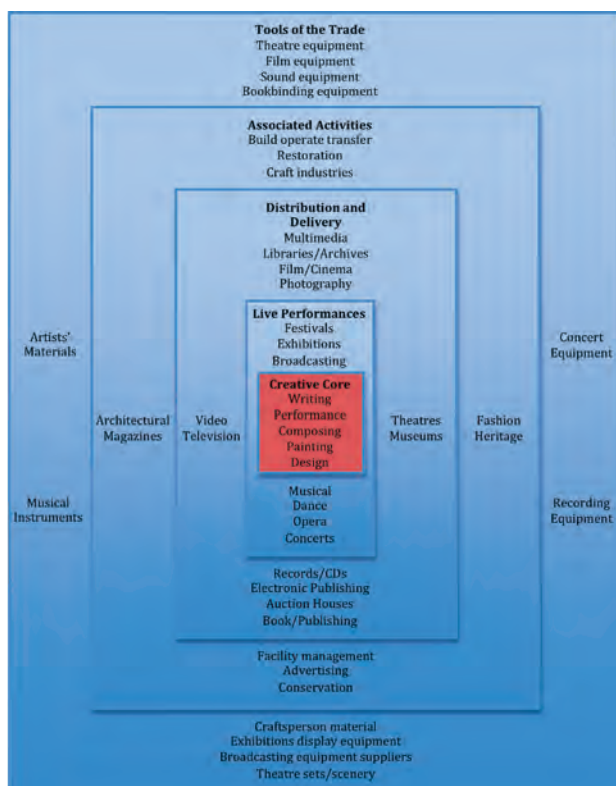 Tools of the Trade
Theatre equipment
Film equipment
Sound equipment
Bookbinding equipment
Associated Activities
Build operate transfer
Restoration
Craft industries
Distribution and
Delivery
Multimedia
Libraries/Archives
Film/Cinema
Photography
Live Performances
Festivals
Exhibitions
Broadcasting
Artists'
Materials
Concert
Equipment
Creative Core
Writing
Performance
Composing
Painting
Design
Architectural
Magazines
Video
Television
Theatres
Museums
Fashion
Heritage
Musical
Instruments
Musical
Dance
Opera
Concerts
Recording
Equipment
Records/CDs
Electronic Publishing
Auction Houses
Book/Publishing
Facility management
Advertising
Conservation
Craftsperson material
Exhibitions display equipment
Broadcasting equipment suppliers
Theatre sets/scenery